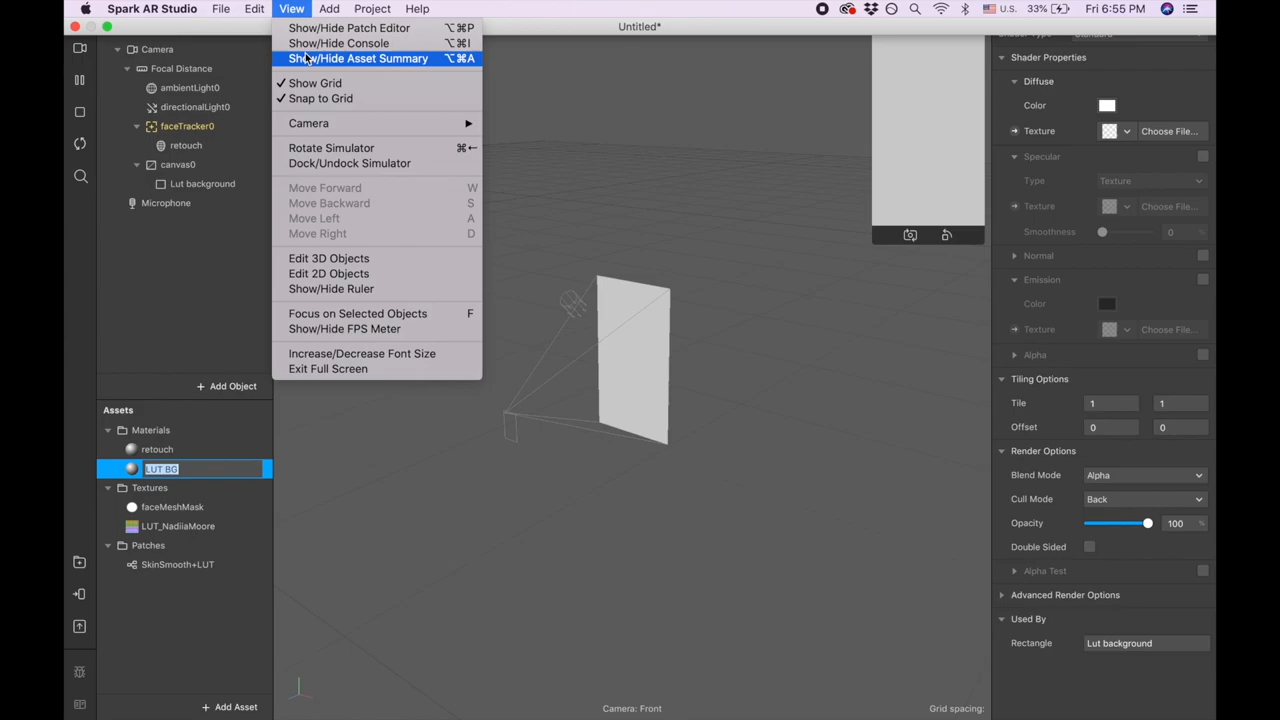 Spark AR Studio File Edit View Add Project Help U.S. 33% Fri 6:55 PM
Untitled*
Show/Hide Patch Editor ⌥⌘P
Show/Hide Console ⌥⌘I
Show/Hide Asset Summary ⌥⌘A
✓ Show Grid
✓ Snap to Grid
Camera
Rotate Simulator ⌘←
Dock/Undock Simulator
Move Forward W
Move Backward S
Move Left A
Move Right D
Edit 3D Objects
Edit 2D Objects
Show/Hide Ruler
Focus on Selected Objects F
Show/Hide FPS Meter
Increase/Decrease Font Size
Exit Full Screen
Camera
Focal Distance
ambientLight0
directionalLight0
faceTracker0
retouch
canvas0
Lut background
Microphone
+ Add Object
Assets
Materials
retouch
LUT BG
Textures
faceMeshMask
LUT_NadiiaMoore
Patches
SkinSmooth+LUT
+ Add Asset
Camera: Front
Grid spacing:
Shader Properties
Diffuse
Color
Texture Choose File...
Specular
Type Texture
Texture Choose File...
Smoothness 0 %
Normal
Emission
Color
Texture Choose File...
Alpha
Tiling Options
Tile 1 1
Offset 0 0
Render Options
Blend Mode Alpha
Cull Mode Back
Opacity 100 %
Double Sided
Alpha Test
Advanced Render Options
Used By
Rectangle Lut background